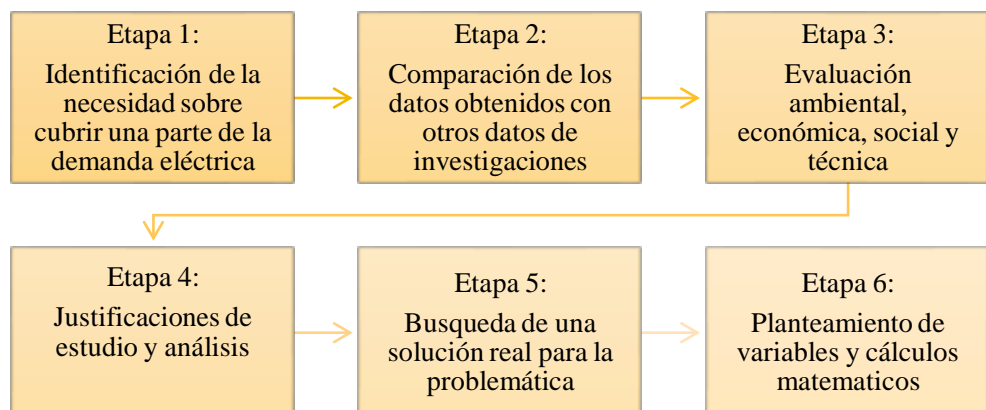 Etapa 1:
Identificación de la
necesidad sobre
cubrir una parte de la
demanda eléctrica
Etapa 2:
Comparación de los
datos obtenidos con
otros datos de
investigaciones
Etapa 3:
Evaluación
ambiental,
económica, social y
técnica
Etapa 4:
Justificaciones de
estudio y análisis
Etapa 5:
Busqueda de una
solución real para la
problemática
Etapa 6:
Planteamiento de
variables y cálculos
matematicos